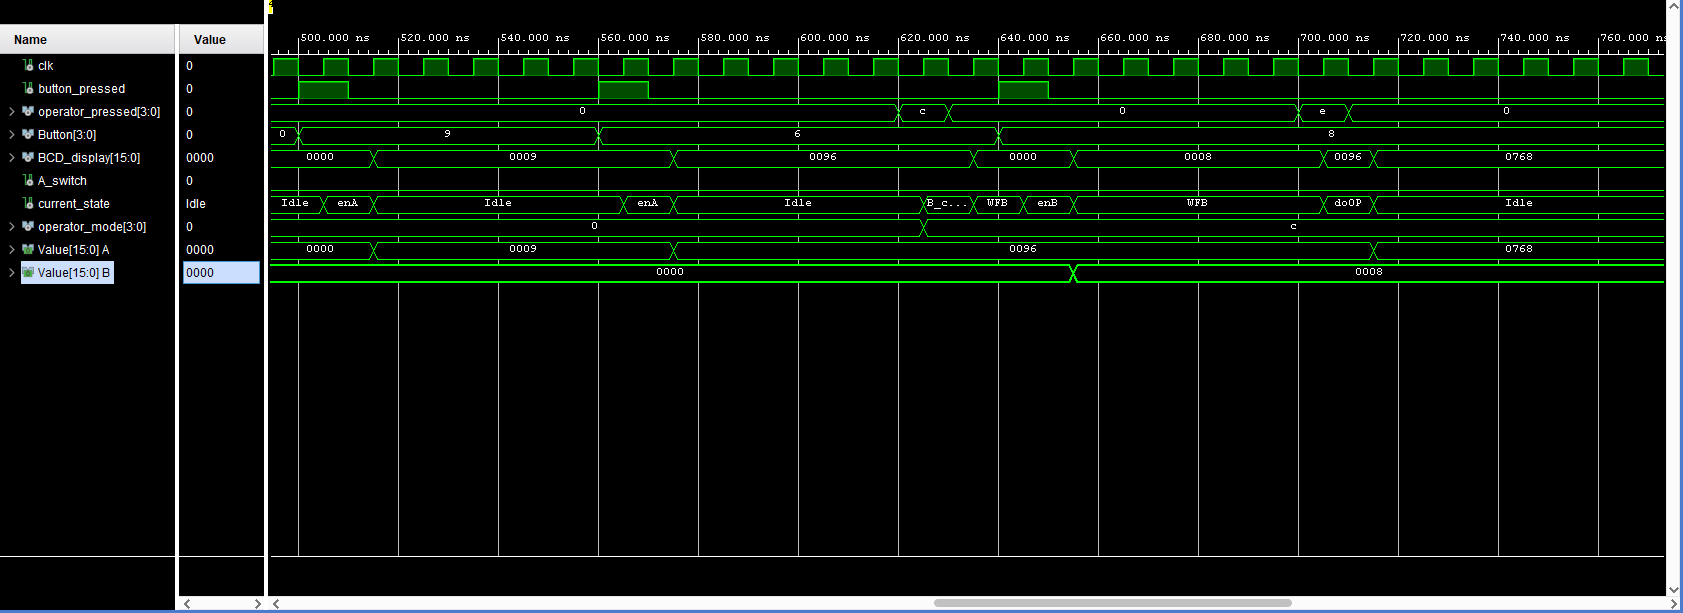 500.000 ns 520.000 ns 540.000 ns 560.000 ns 580.000 ns 600.000 ns 620.000 ns 640.000 ns 660.000 ns 680.000 ns 700.000 ns 720.000 ns 740.000 ns 760.000 ns
Name Value
clk 0
button_pressed 0
operator_pressed[3:0] 0 0 c 0 e 0
Button[3:0] 0 0 9 6 8
BCD_display[15:0] 0000 0000 0009 0096 0000 0008 0096 0768
A_switch 0
current_state Idle Idle enA Idle enA Idle B_c... WFB enB WFB doOP Idle
operator_mode[3:0] 0 0 c
Value[15:0] A 0000 0000 0009 0096 0768
Value[15:0] B 0000 0000 0008